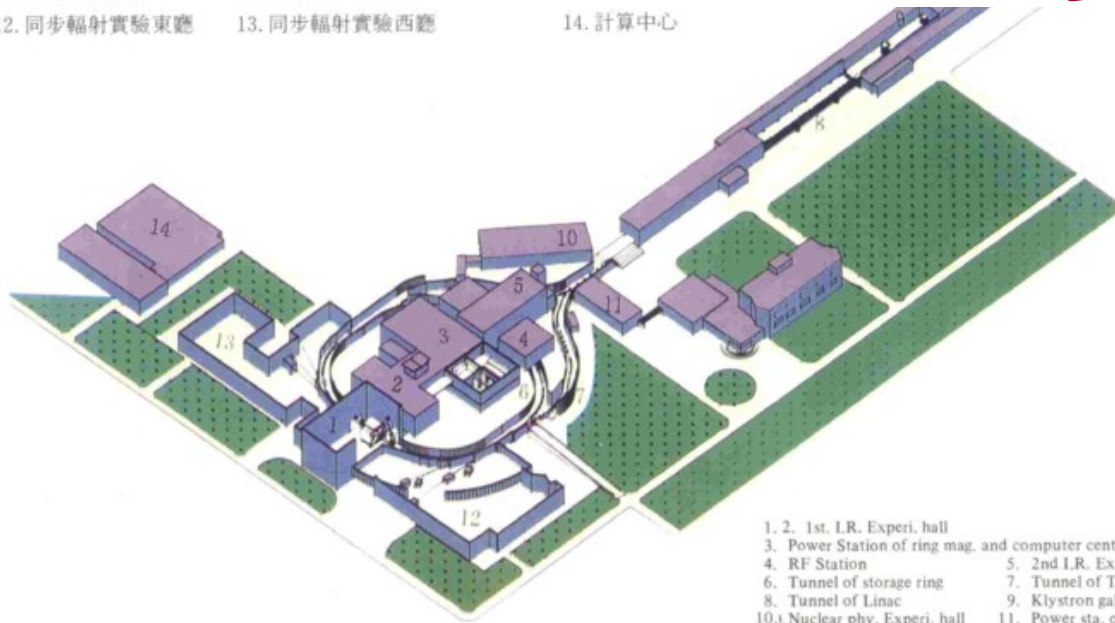 2. 同步輻射實驗東廳 13. 同步輻射實驗西廳 14. 計算中心
8
14
10
5
11
13
3
4
2
6
7
1
12
1. 2. 1st. I.R. Experi. hall
3. Power Station of ring mag. and computer cent
4. RF Station 5. 2nd I.R. Ex
6. Tunnel of storage ring 7. Tunnel of T
8. Tunnel of Linac 9. Klystron gal
10. Nuclear phy. Experi. hall 11. Power sta. o